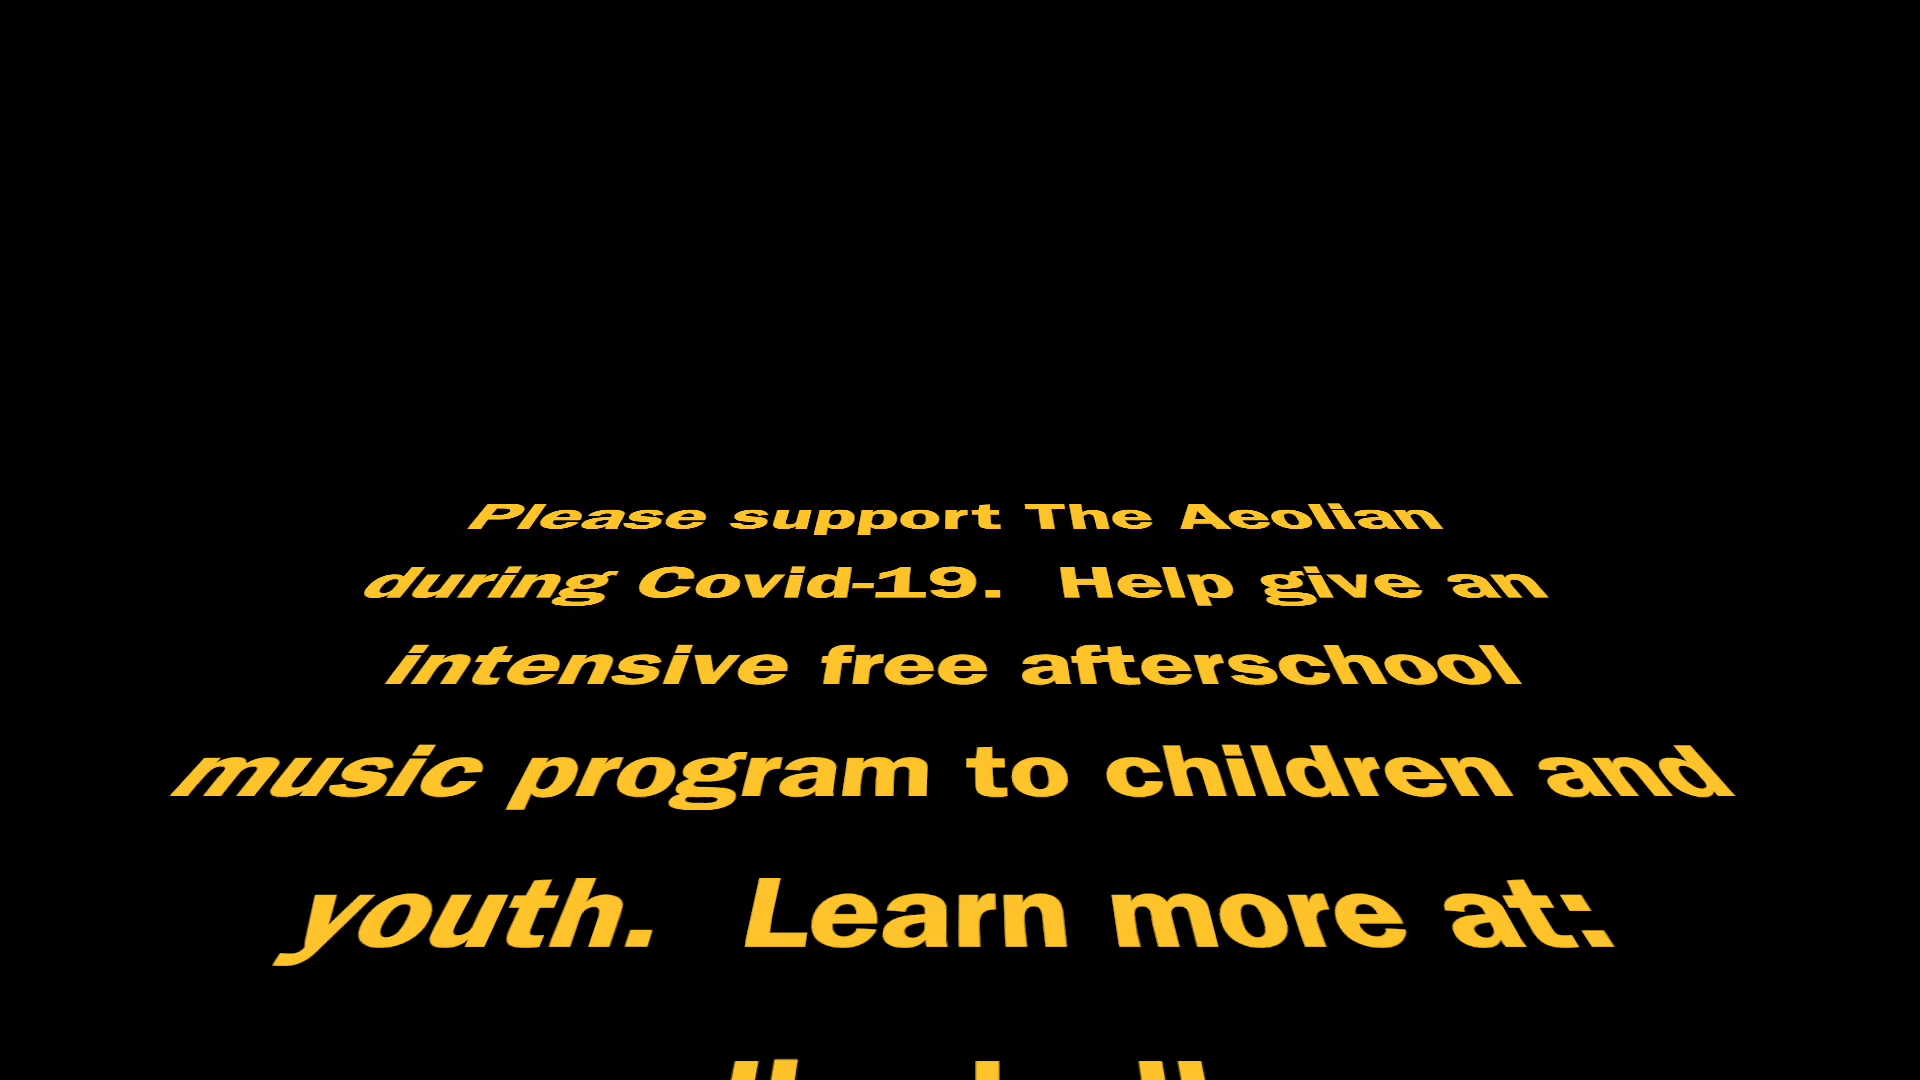 Please support The Aeolian
during Covid-19.  Help give an
intensive free afterschool
music program to children and
youth.  Learn more at: